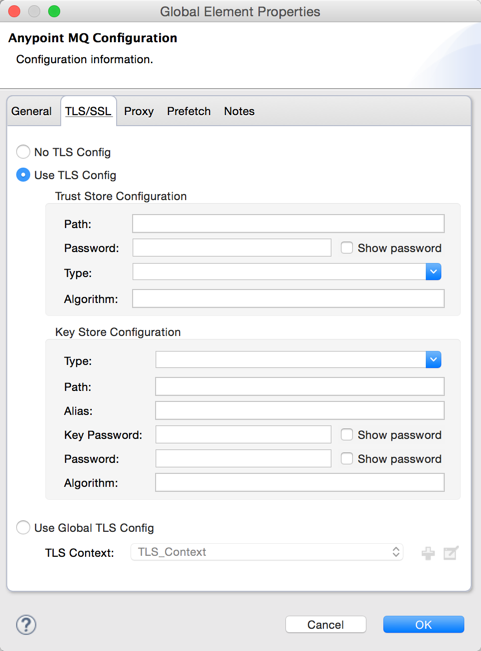 Global Element Properties
Anypoint MQ Configuration
Configuration information.
General TLS/SSL Proxy Prefetch Notes
No TLS Config
Use TLS Config
Trust Store Configuration
Path:
Password: Show password
Type:
Algorithm:
Key Store Configuration
Type:
Path:
Alias:
Key Password: Show password
Password: Show password
Algorithm:
Use Global TLS Config
TLS Context: TLS_Context
? Cancel OK